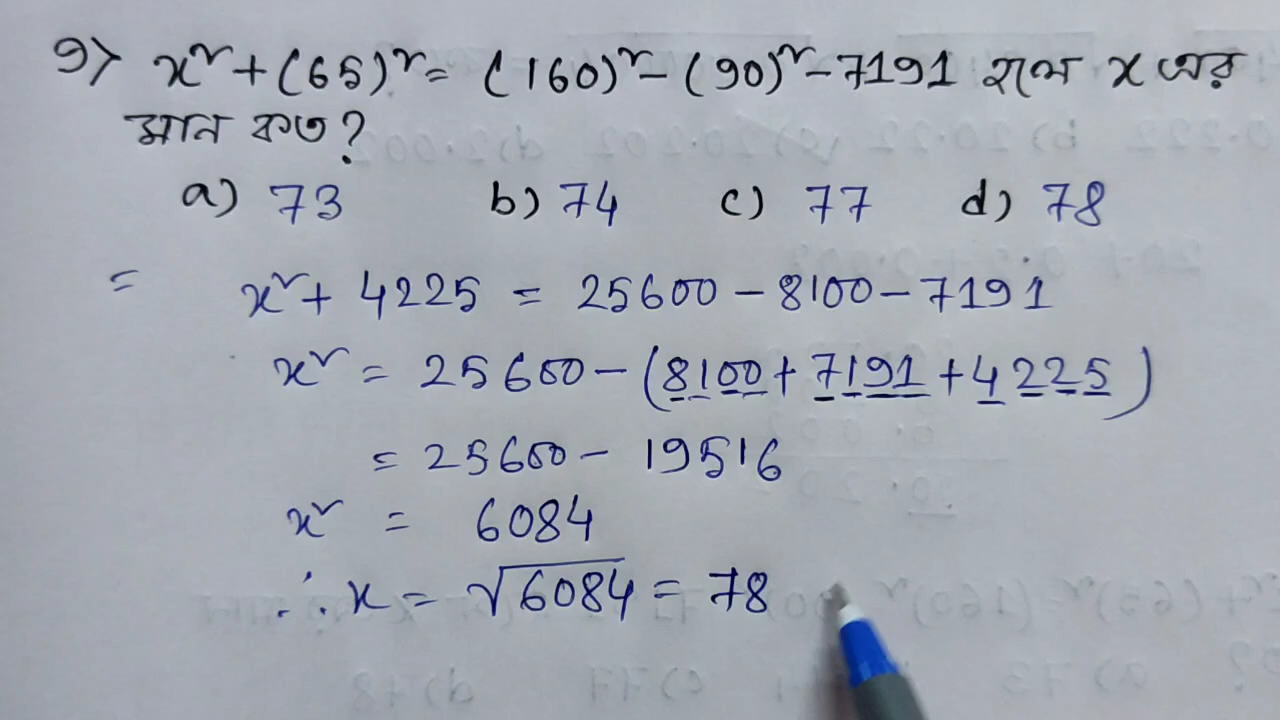 9> x² + (65)² = (160)² - (90)² - 7191 হলে x এর
মান কত?
a) 73 b) 74 c) 77 d) 78
= x² + 4225 = 25600 - 8100 - 7191
x² = 25600 - (8100 + 7191 + 4225)
= 25600 - 19516
x² = 6084
∴ x = √6084 = 78